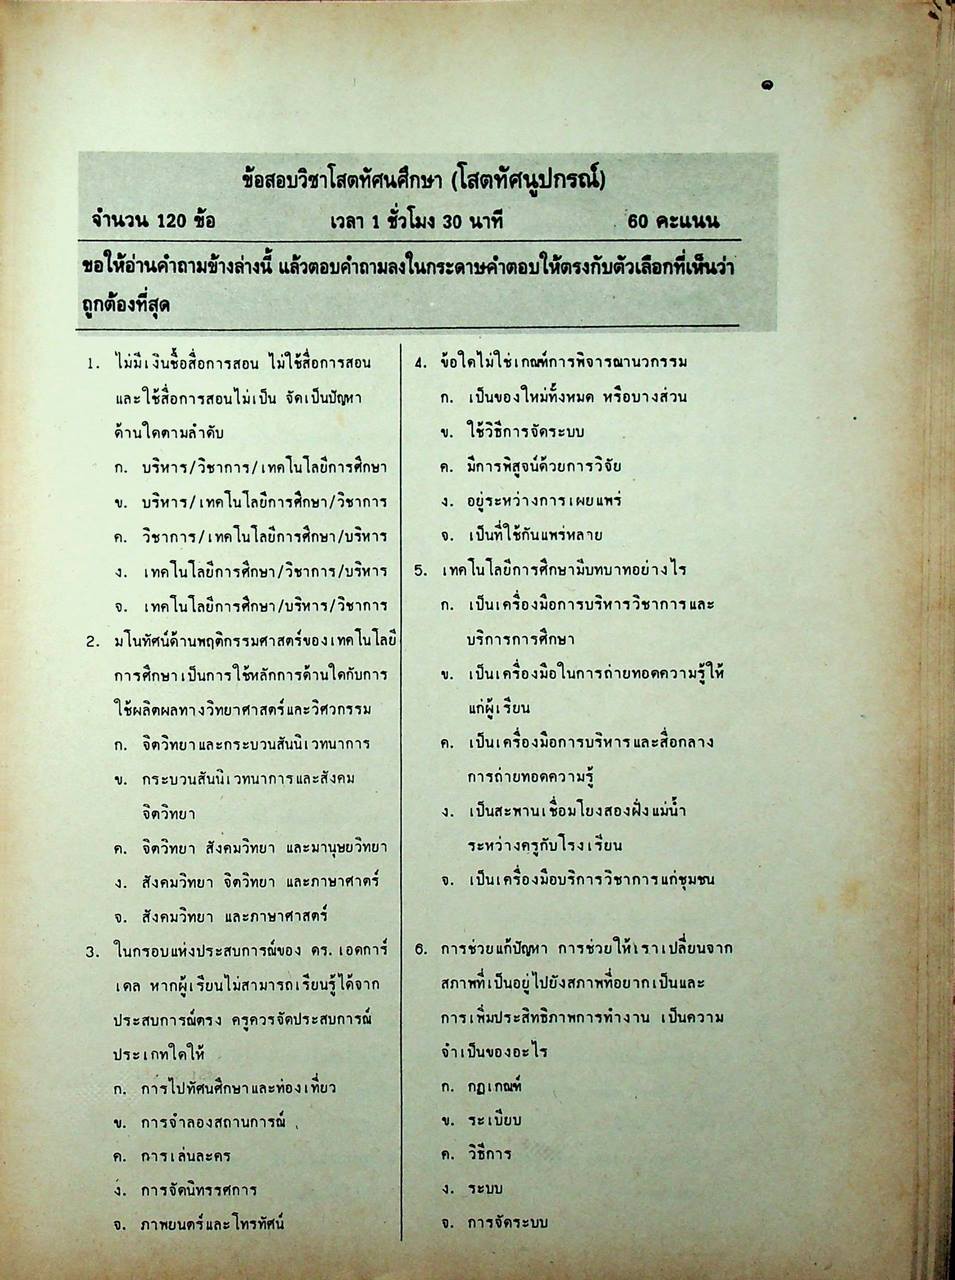 ๑
ข้อสอบวิชาโสตทัศนศึกษา (โสตทัศนูปกรณ์)
จำนวน 120 ข้อ เวลา 1 ชั่วโมง 30 นาที 60 คะแนน
ขอให้อ่านคำถามข้างล่างนี้ แล้วตอบคำถามลงในกระดาษคำตอบให้ตรงกับตัวเลือกที่เห็นว่า
ถูกต้องที่สุด
1. ไม่มีเงินซื้อสื่อการสอน ไม่ใช้สื่อการสอน
และใช้สื่อการสอนไม่เป็น จัดเป็นปัญหา
ด้านใดตามลำดับ
ก. บริหาร/วิชาการ/เทคโนโลยีการศึกษา
ข. บริหาร/เทคโนโลยีการศึกษา/วิชาการ
ค. วิชาการ/เทคโนโลยีการศึกษา/บริหาร
ง. เทคโนโลยีการศึกษา/วิชาการ/บริหาร
จ. เทคโนโลยีการศึกษา/บริหาร/วิชาการ
2. มโนทัศน์ด้านพฤติกรรมศาสตร์ของเทคโนโลยี
การศึกษาเป็นการใช้หลักการด้านใดกับการ
ใช้ผลิตผลทางวิทยาศาสตร์และวิศวกรรม
ก. จิตวิทยาและกระบวนสันนิเวทนาการ
ข. กระบวนสันนิเวทนาการและสังคม
จิตวิทยา
ค. จิตวิทยา สังคมวิทยา และมานุษยวิทยา
ง. สังคมวิทยา จิตวิทยา และภาษาศาตร์
จ. สังคมวิทยา และภาษาศาสตร์
3. ในกรอบแห่งประสบการณ์ของ ดร. เอดการ์
เดล หากผู้เรียนไม่สามารถเรียนรู้ได้จาก
ประสบการณ์ตรง ครูควรจัดประสบการณ์
ประเภทใดให้
ก. การไปทัศนศึกษาและท่องเที่ยว
ข. การจำลองสถานการณ์
ค. การเล่นละคร
ง. การจัดนิทรรศการ
จ. ภาพยนตร์และโทรทัศน์
4. ข้อใดไม่ใช่เกณฑ์การพิจารณานวกรรม
ก. เป็นของใหม่ทั้งหมด หรือบางส่วน
ข. ใช้วิธีการจัดระบบ
ค. มีการพิสูจน์ด้วยการวิจัย
ง. อยู่ระหว่างการเผยแพร่
จ. เป็นที่ใช้กันแพร่หลาย
5. เทคโนโลยีการศึกษามีบทบาทอย่างไร
ก. เป็นเครื่องมือการบริหารวิชาการและ
บริการการศึกษา
ข. เป็นเครื่องมือในการถ่ายทอดความรู้ให้
แก่ผู้เรียน
ค. เป็นเครื่องมือการบริหารและสื่อกลาง
การถ่ายทอดความรู้
ง. เป็นสะพานเชื่อมโยงสองฝั่งแม่น้ำ
ระหว่างครูกับโรงเรียน
จ. เป็นเครื่องมือบริการวิชาการแก่ชุมชน
6. การช่วยแก้ปัญหา การช่วยให้เราเปลี่ยนจาก
สภาพที่เป็นอยู่ไปยังสภาพที่อยากเป็นและ
การเพิ่มประสิทธิภาพการทำงาน เป็นความ
จำเป็นของอะไร
ก. กฏเกณฑ์
ข. ระเบียบ
ค. วิธีการ
ง. ระบบ
จ. การจัดระบบ